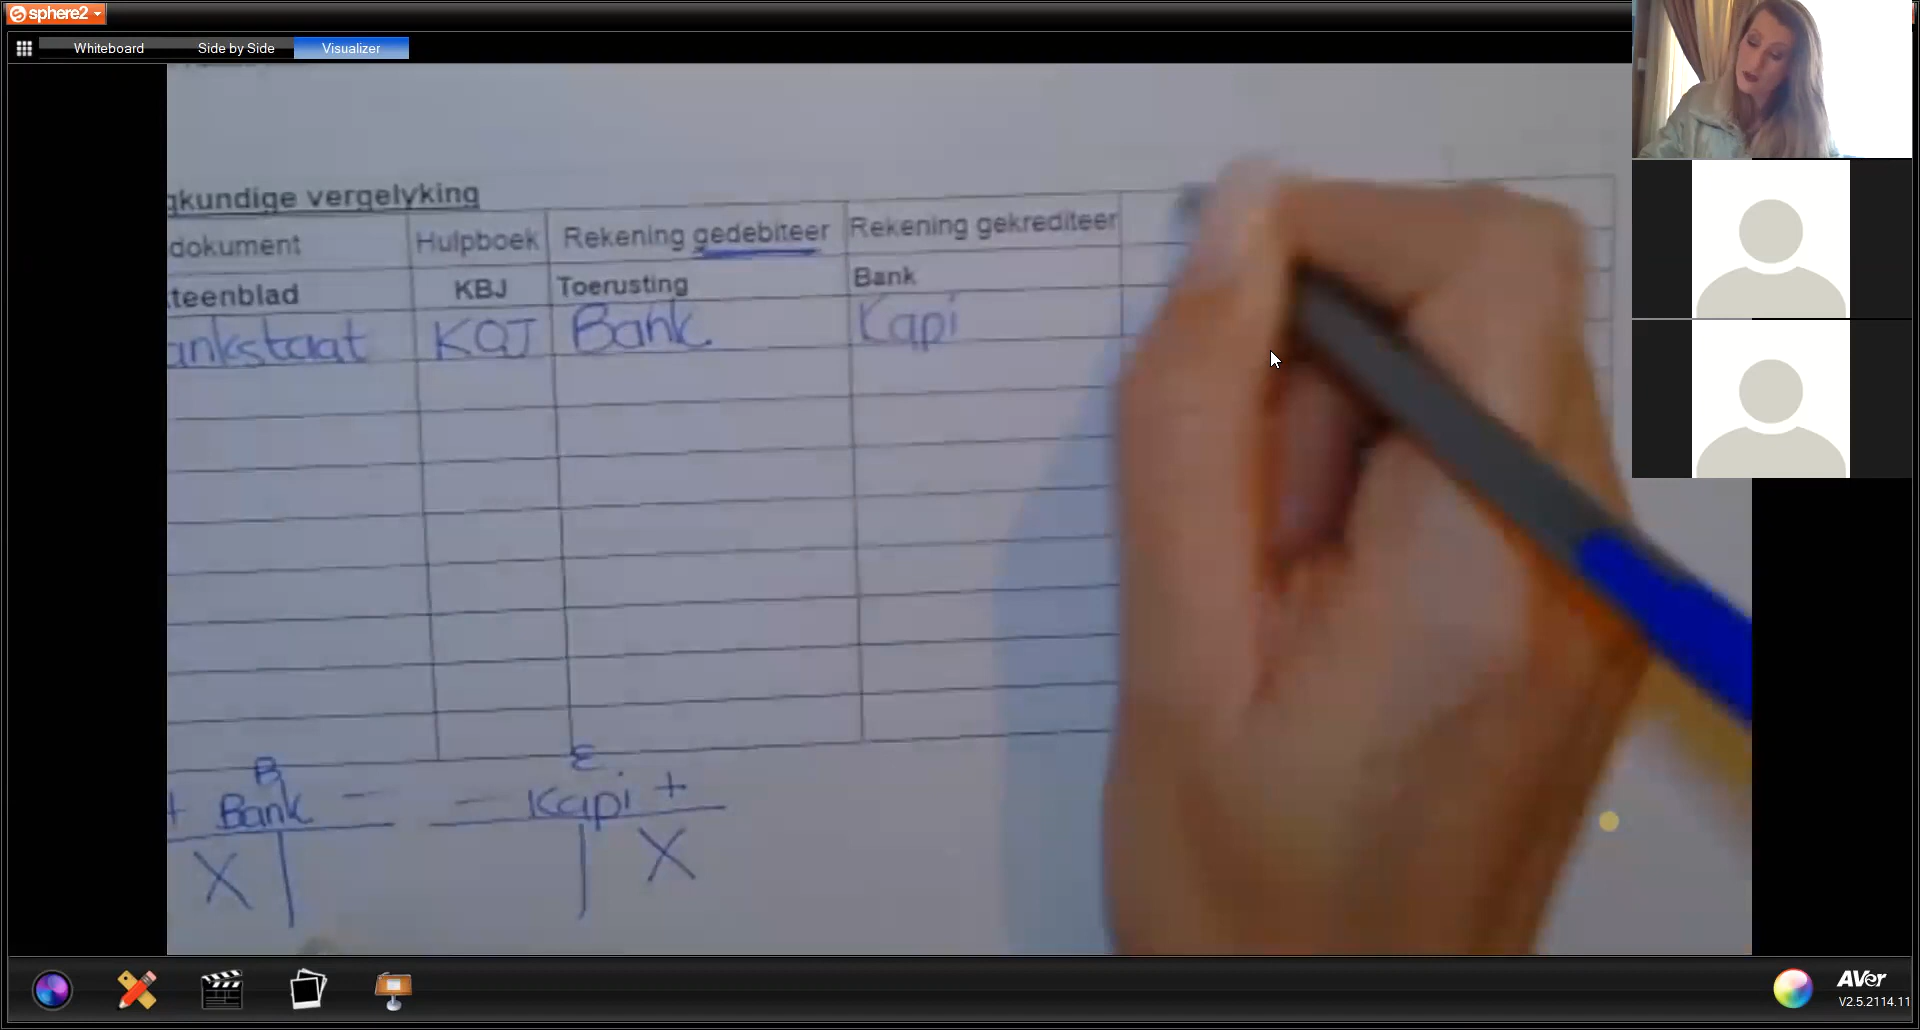 sphere2
Whiteboard Side by Side Visualizer
gkundige vergelyking
dokument Hulpboek Rekening gedebiteer Rekening gekrediteer
teenblad KBJ Toerusting Bank
ankstaat KOJ Bank Kapi
B E
+ Bank - - Kapi +
X X
AVer
V2.5.2114.11